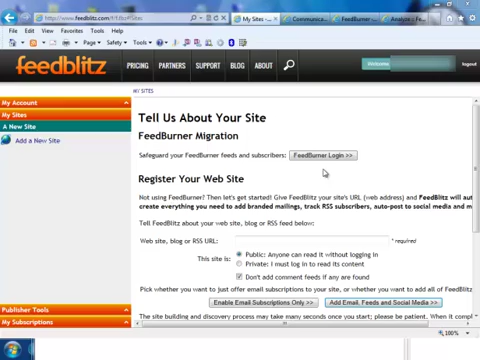 http://www.feedblitz.com/f/f.fbz?Sites
My Sites -
Communica...
FeedBurner -...
Analyze :: Fe...
File Edit View Favorites Tools Help
Page Safety Tools
feedblitz
PRICING PARTNERS SUPPORT BLOG ABOUT
Welcome
logout
My Account
My Sites
A New Site
Add a New Site
Publisher Tools
My Subscriptions
MY SITES
Tell Us About Your Site
FeedBurner Migration
Safeguard your FeedBurner feeds and subscribers: FeedBurner Login >>
Register Your Web Site
Not using FeedBurner? Then let's get started! Give FeedBlitz your site's URL (web address) and FeedBlitz will aut
create everything you need to add branded mailings, track RSS subscribers, auto-post to social media and m
Tell FeedBlitz about your web site, blog or RSS feed below:
Web site, blog or RSS URL: * required
This site is: Public: Anyone can read it without logging in
Private: I must log in to read its content
Don't add comment feeds if any are found
Pick whether you want to just offer email subscriptions to your site, or whether you want to add all of FeedBlitz
Enable Email Subscriptions Only >> Add Email, Feeds and Social Media >>
The site building and discovery process may take many seconds once you start; please be patient. When it comp
100%